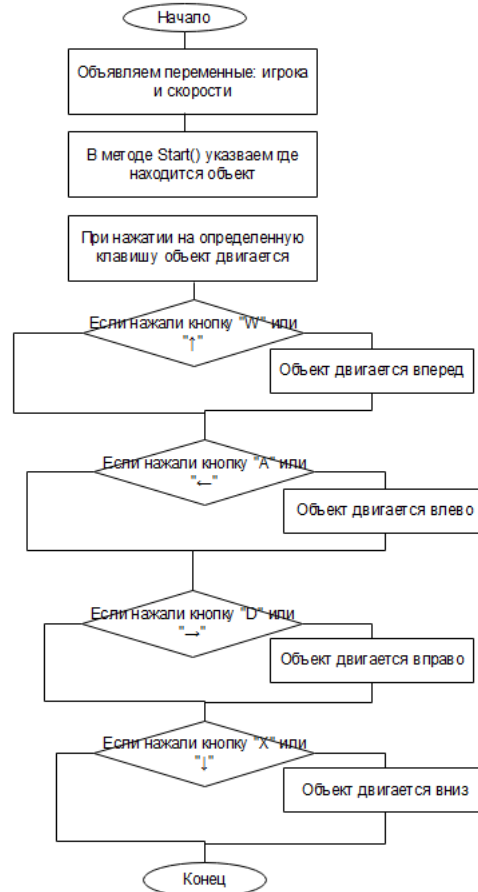 Начало
Объявляем переменные: игрока
и скорости
В методе Start() указваем где
находится объект
При нажатии на определенную
клавишу объект двигается
Если нажали кнопку "W" или
"↑"
Объект двигается вперед
Если нажали кнопку "A" или
"←"
Объект двигается влево
Если нажали кнопку "D" или
"→"
Объект двигается вправо
Если нажали кнопку "X" или
"↓"
Объект двигается вниз
Конец